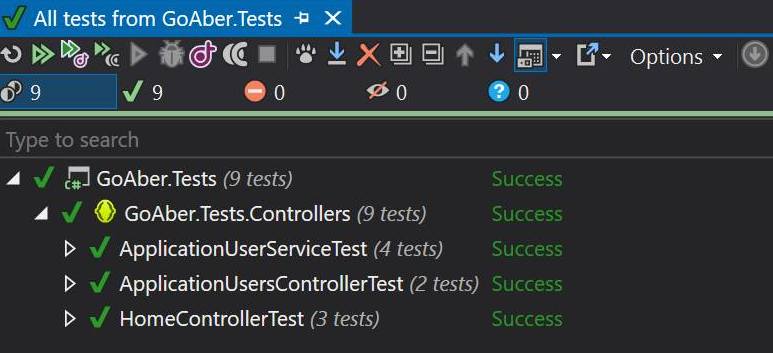 All tests from GoAber.Tests
Options
9 9 0 0 ? 0
Type to search
C# GoAber.Tests (9 tests) Success
GoAber.Tests.Controllers (9 tests) Success
ApplicationUserServiceTest (4 tests) Success
ApplicationUsersControllerTest (2 tests) Success
HomeControllerTest (3 tests) Success